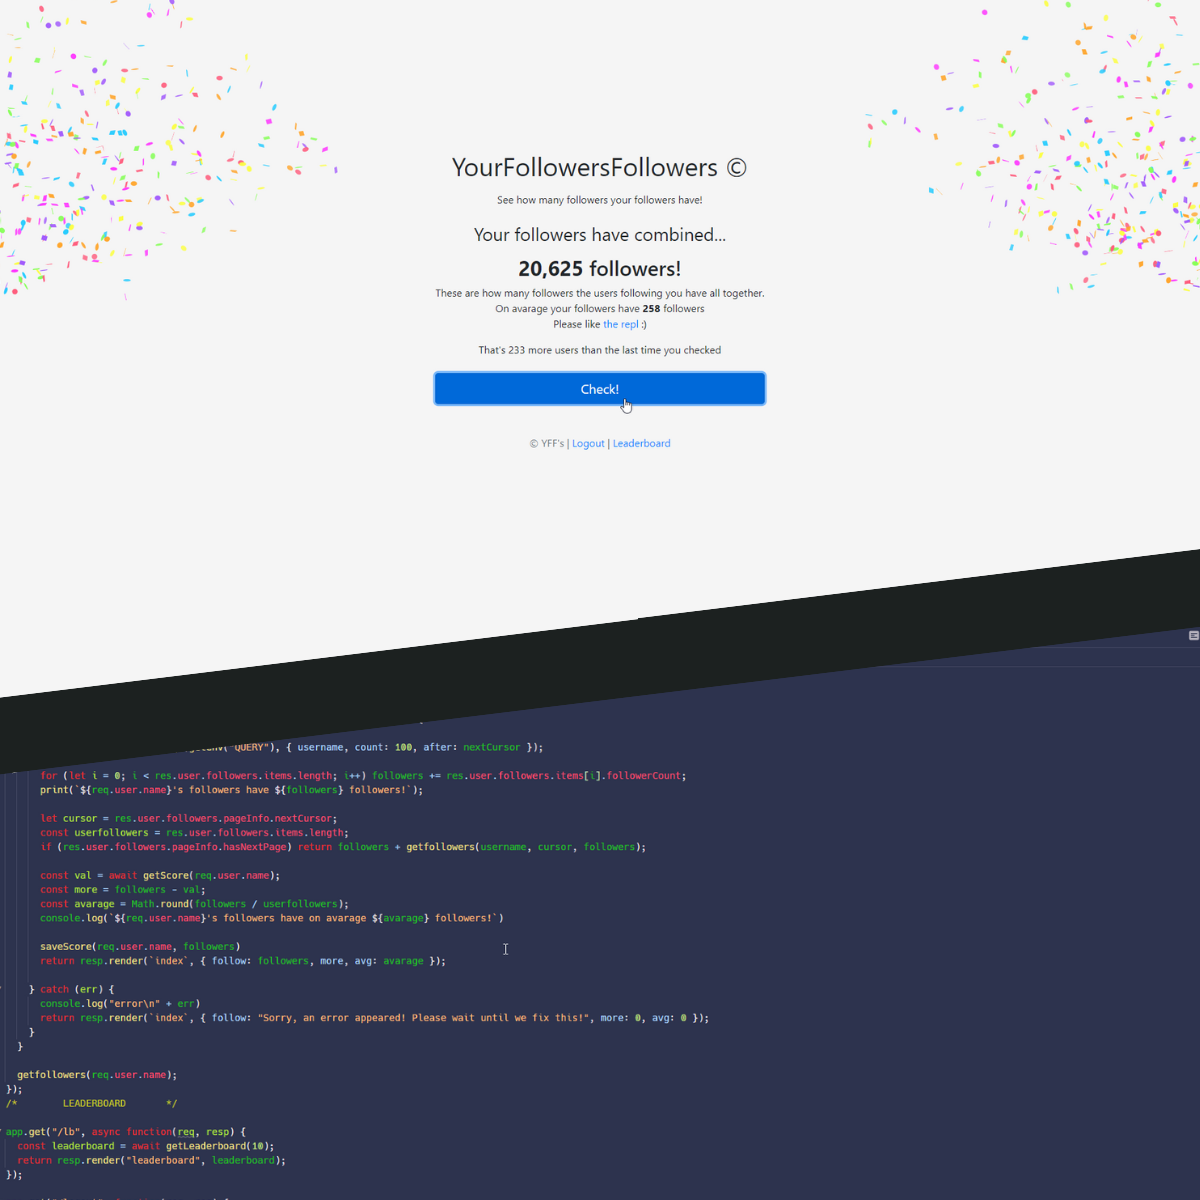 YourFollowersFollowers ©
See how many followers your followers have!
Your followers have combined...
20,625 followers!
These are how many followers the users following you have all together.
On avarage your followers have 258 followers
Please like the repl :)
That's 233 more users than the last time you checked
Check!
© YFF's | Logout | Leaderboard
("QUERY"), { username, count: 100, after: nextCursor });
for (let i = 0; i < res.user.followers.items.length; i++) followers += res.user.followers.items[i].followerCount;
print(`${req.user.name}'s followers have ${followers} followers!`);
let cursor = res.user.followers.pageInfo.nextCursor;
const userfollowers = res.user.followers.items.length;
if (res.user.followers.pageInfo.hasNextPage) return followers + getfollowers(username, cursor, followers);
const val = await getScore(req.user.name);
const more = followers - val;
const avarage = Math.round(followers / userfollowers);
console.log(`${req.user.name}'s followers have on avarage ${avarage} followers!`)
saveScore(req.user.name, followers)
return resp.render(`index`, { follow: followers, more, avg: avarage });
} catch (err) {
console.log("error\n" + err)
return resp.render(`index`, { follow: "Sorry, an error appeared! Please wait until we fix this!", more: 0, avg: 0 });
}
}
getfollowers(req.user.name);
});
/* LEADERBOARD */
app.get("/lb", async function(req, resp) {
const leaderboard = await getLeaderboard(10);
return resp.render("leaderboard", leaderboard);
});